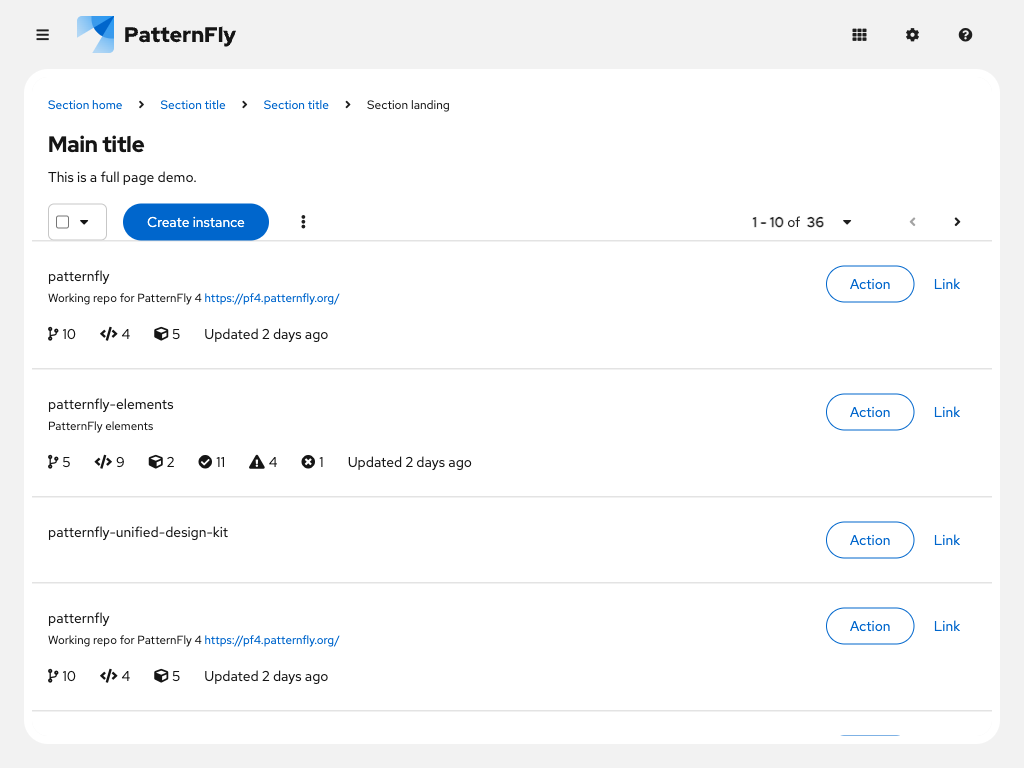 PatternFly
Section home Section title Section title Section landing
Main title
This is a full page demo.
Create instance 1 - 10 of 36
patternfly Action Link
Working repo for PatternFly 4 https://pf4.patternfly.org/
10 4 5 Updated 2 days ago
patternfly-elements Action Link
PatternFly elements
5 9 2 11 4 1 Updated 2 days ago
patternfly-unified-design-kit Action Link
patternfly Action Link
Working repo for PatternFly 4 https://pf4.patternfly.org/
10 4 5 Updated 2 days ago